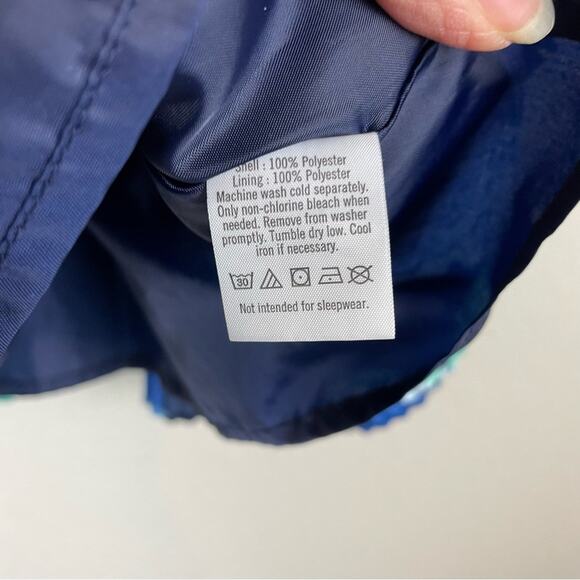 Shell : 100% Polyester
Lining : 100% Polyester
Machine wash cold separately.
Only non-chlorine bleach when
needed. Remove from washer
promptly. Tumble dry low. Cool
iron if necessary.
30
Not intended for sleepwear.